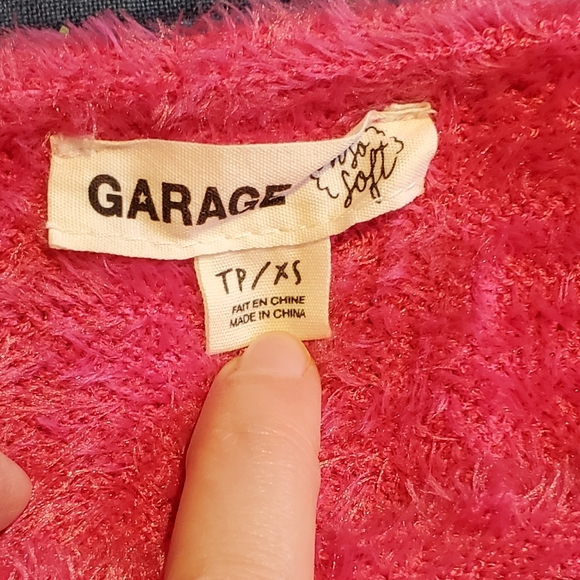 GARAGE
so
soft
TP/XS
FAIT EN CHINE
MADE IN CHINA